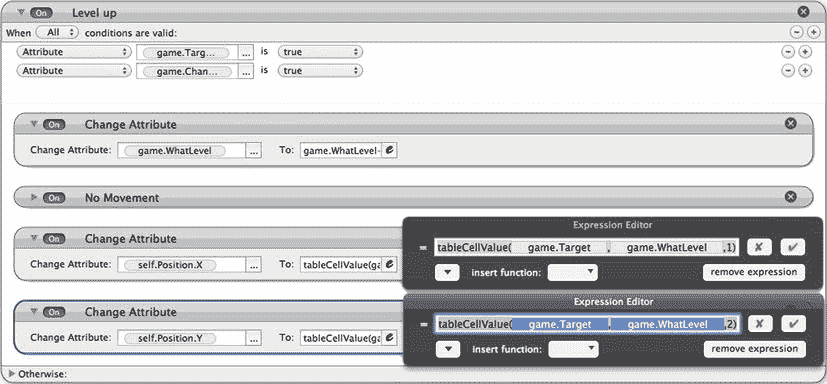 On Level up
When All conditions are valid:
Attribute game.Targ... ... is true
Attribute game.Chan... ... is true
On Change Attribute
Change Attribute: game.WhatLevel ... To: game.WhatLevel- e
On No Movement
Expression Editor
On Change Attribute
= tableCellValue( game.Target , game.WhatLevel ,1)
Change Attribute: self.Position.X ... To: tableCellValue(ga
insert function: remove expression
Expression Editor
On Change Attribute
= tableCellValue( game.Target , game.WhatLevel ,2)
Change Attribute: self.Position.Y ... To: tableCellValue(ga
insert function: remove expression
Otherwise: